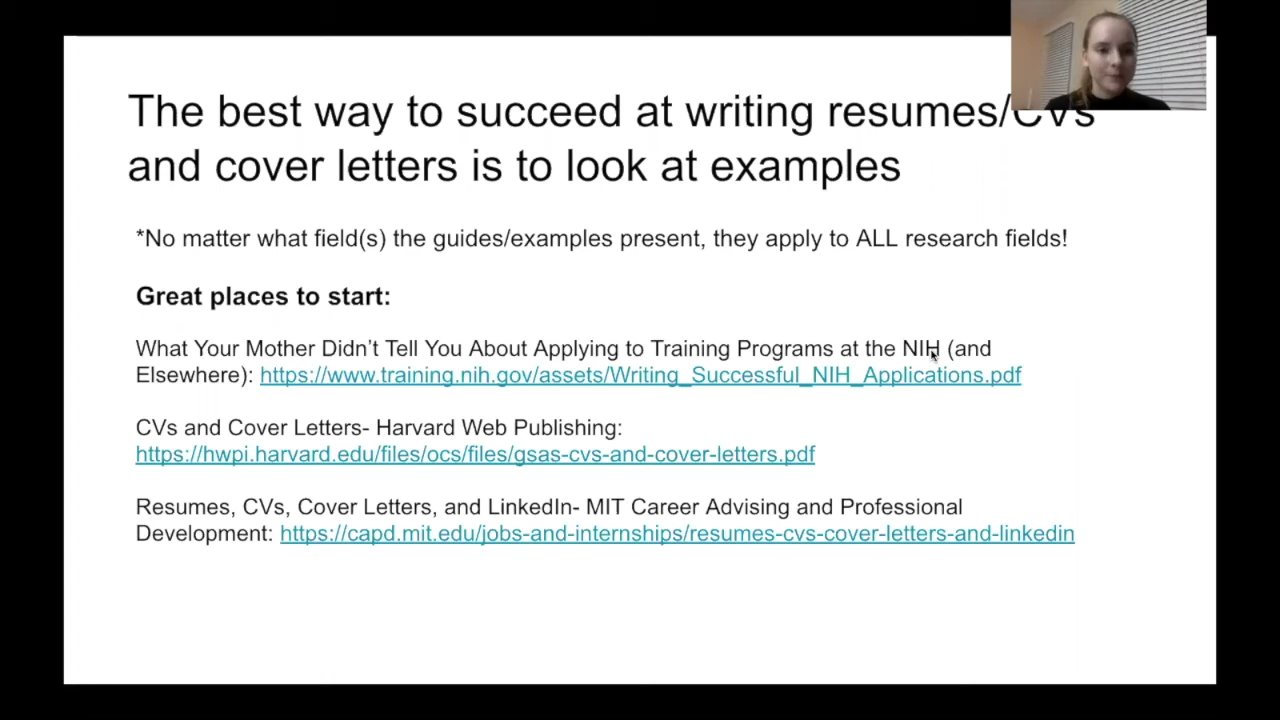 The best way to succeed at writing resumes/CVs
and cover letters is to look at examples
*No matter what field(s) the guides/examples present, they apply to ALL research fields!
Great places to start:
What Your Mother Didn’t Tell You About Applying to Training Programs at the NIH (and
Elsewhere): https://www.training.nih.gov/assets/Writing_Successful_NIH_Applications.pdf
CVs and Cover Letters- Harvard Web Publishing:
https://hwpi.harvard.edu/files/ocs/files/gsas-cvs-and-cover-letters.pdf
Resumes, CVs, Cover Letters, and LinkedIn- MIT Career Advising and Professional
Development: https://capd.mit.edu/jobs-and-internships/resumes-cvs-cover-letters-and-linkedin